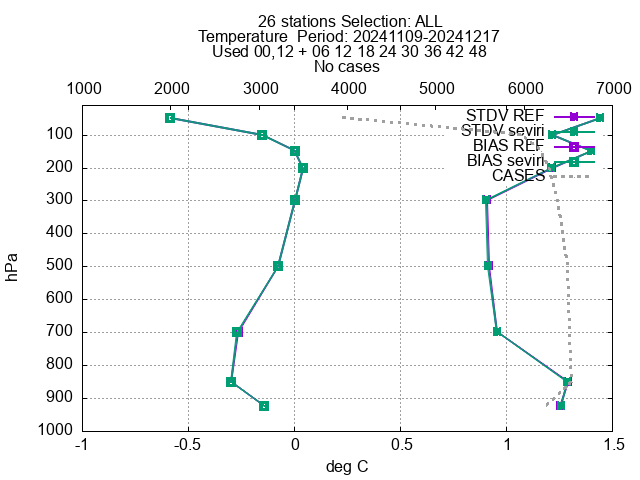 26 stations Selection: ALL
Temperature  Period: 20241109-20241217
Used 00,12 + 06 12 18 24 30 36 42 48
No cases
1000 2000 3000 4000 5000 6000 7000
STDV REF
STDV seviri
BIAS REF
BIAS seviri
CASES
100
200
300
400
500
600
700
800
900
1000
hPa
-1 -0.5 0 0.5 1 1.5
deg C